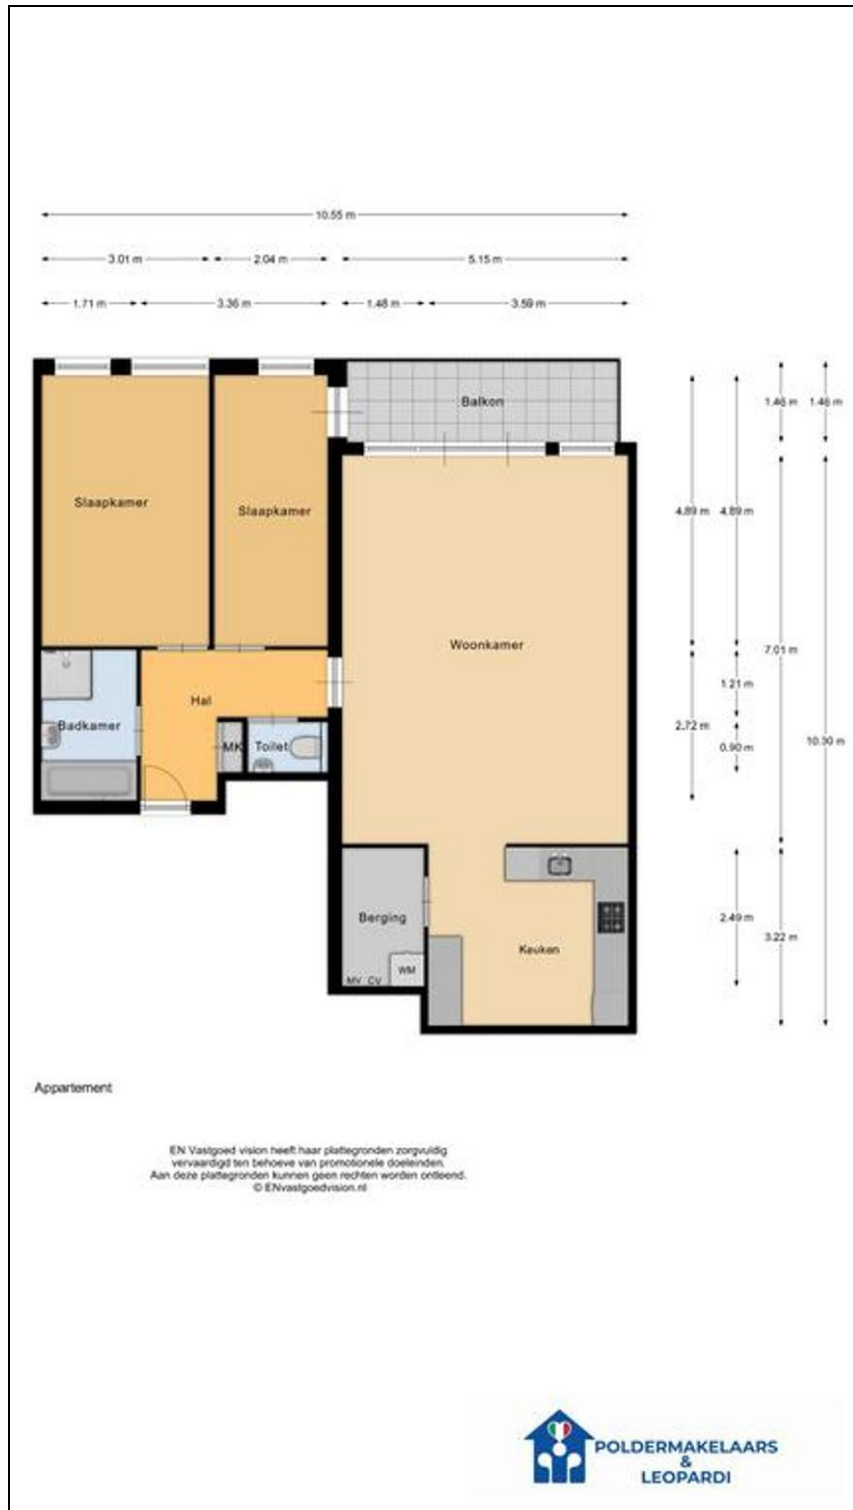 10.55 m
3.01 m
2.04 m
5.15 m
1.71 m
3.36 m
1.48 m
3.59 m
Balkon
1.46 m
1.46 m
Slaapkamer
Slaapkamer
4.89 m
4.89 m
Woonkamer
7.01 m
1.21 m
Hal
Badkamer
2.72 m
MK
Toilet
0.90 m
10.30 m
Berging
2.49 m
3.22 m
Keuken
WM
MV CV
Appartement
EN Vastgoed vision heeft haar plattegronden zorgvuldig
vervaardigd ten behoeve van promotionele doeleinden.
Aan deze plattegronden kunnen geen rechten worden ontleend.
© ENvastgoedvision.nl
POLDERMAKELAARS
&
LEOPARDI